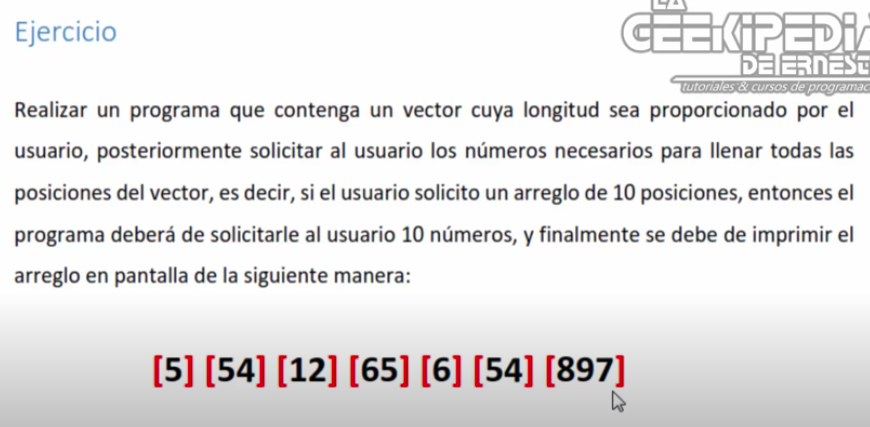 LA
Ejercicio
GEEKIPEDIA
DE ERNEST
tutoriales & cursos de programac
Realizar un programa que contenga un vector cuya longitud sea proporcionado por el
usuario, posteriormente solicitar al usuario los números necesarios para llenar todas las
posiciones del vector, es decir, si el usuario solicito un arreglo de 10 posiciones, entonces el
programa deberá de solicitarle al usuario 10 números, y finalmente se debe de imprimir el
arreglo en pantalla de la siguiente manera:
[5] [54] [12] [65] [6] [54] [897]